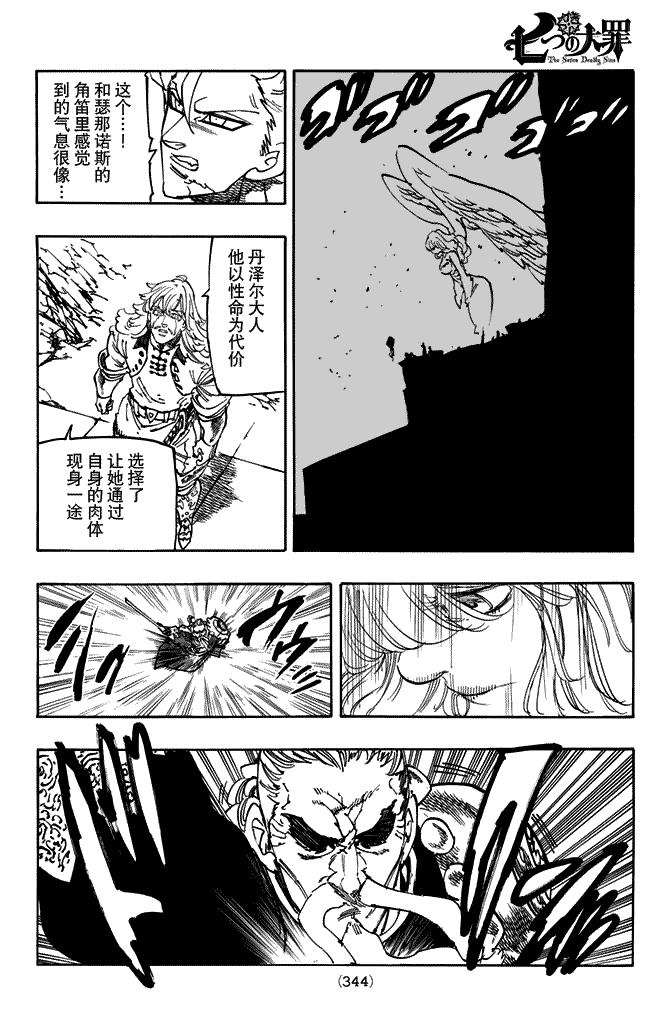 七つの大罪
The Seven Deadly Sins
这个…！
和瑟那诺斯的
角笛里感觉
到的气息很像…
丹泽尔大人
他以性命为代价
选择了
让她通过
自身的肉体
现身一途
(344)